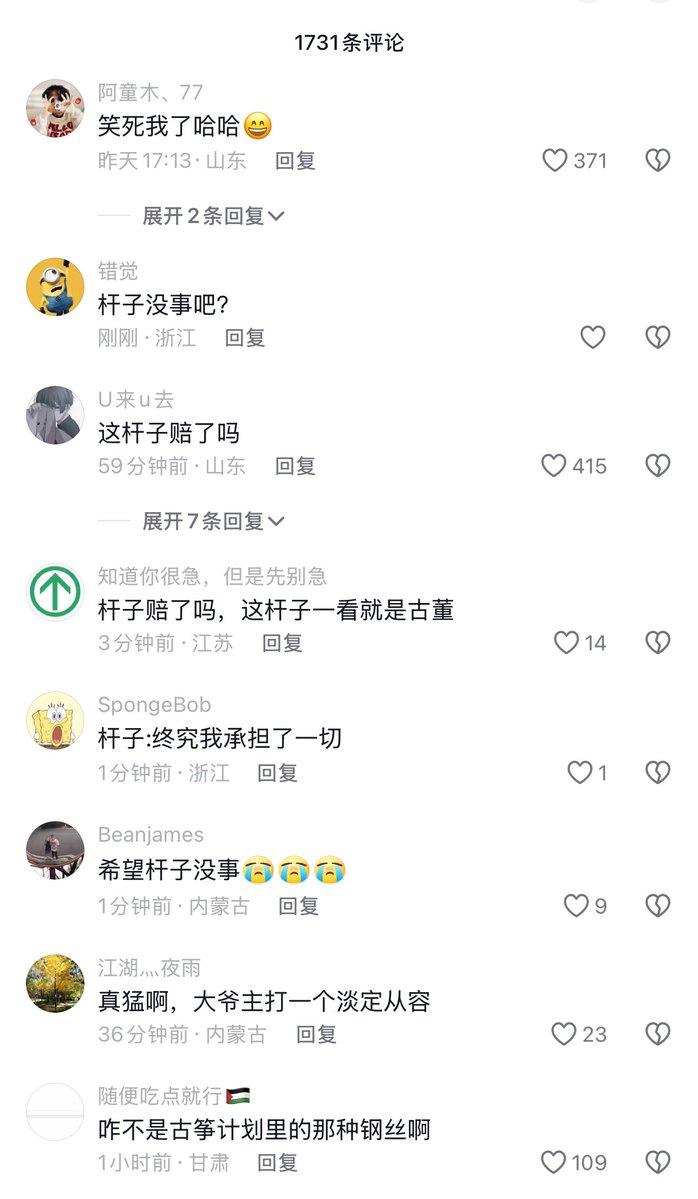 1731条评论
阿童木、77
笑死我了哈哈😄
昨天 17:13 · 山东 回复
371
展开 2 条回复
错觉
杆子没事吧?
刚刚 · 浙江 回复
U来u去
这杆子赔了吗
59分钟前 · 山东 回复
415
展开 7 条回复
知道你很急，但是先别急
杆子赔了吗，这杆子一看就是古董
3分钟前 · 江苏 回复
14
SpongeBob
杆子:终究我承担了一切
1分钟前 · 浙江 回复
1
Beanjames
希望杆子没事😭😭😭
1分钟前 · 内蒙古 回复
9
江湖灬夜雨
真猛啊，大爷主打一个淡定从容
36分钟前 · 内蒙古 回复
23
随便吃点就行🇵🇸
咋不是古筝计划里的那种钢丝啊
1小时前 · 甘肃 回复
109